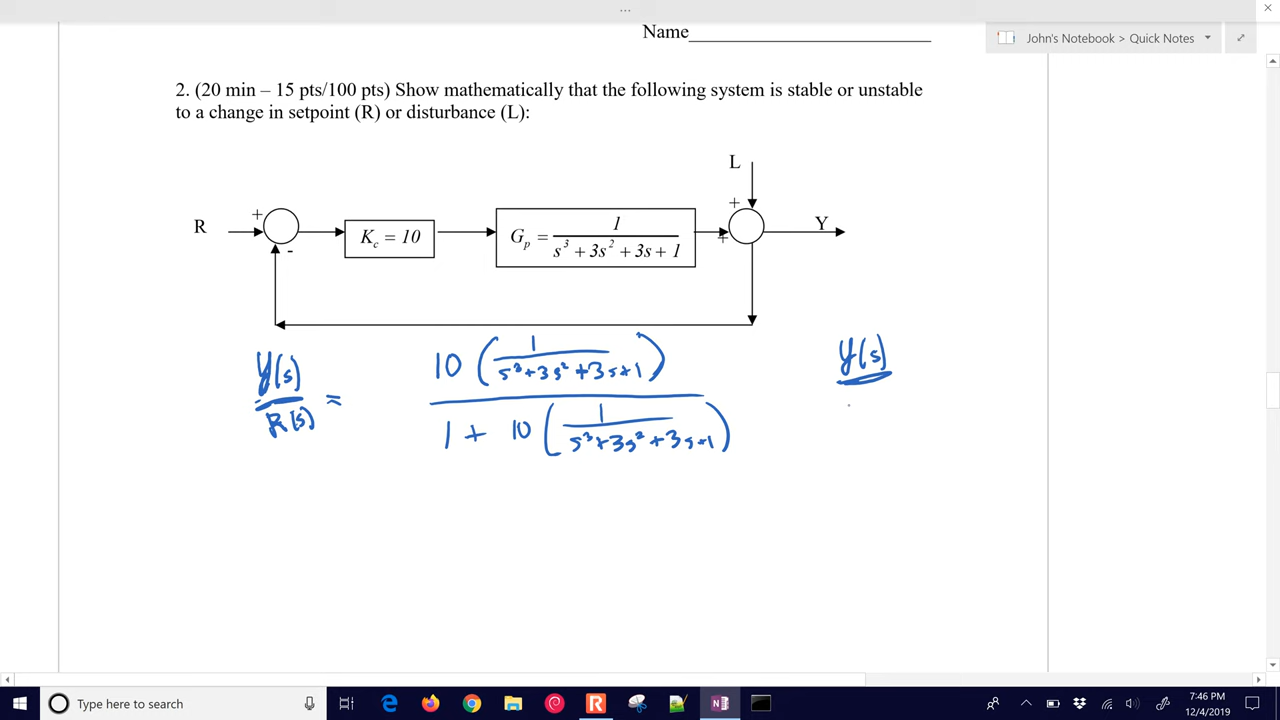 ...
Name
John's Notebook > Quick Notes
2. (20 min – 15 pts/100 pts) Show mathematically that the following system is stable or unstable
to a change in setpoint (R) or disturbance (L):
L
R
+
-
K_c = 10
G_p = 1 / (s^3 + 3s^2 + 3s + 1)
+
+
Y
Y(s) / R(s) = 10 (1 / (s^3+3s^2+3s+1)) / (1 + 10 (1 / (s^3+3s^2+3s+1)))
Y(s)
Type here to search
7:46 PM
12/4/2019